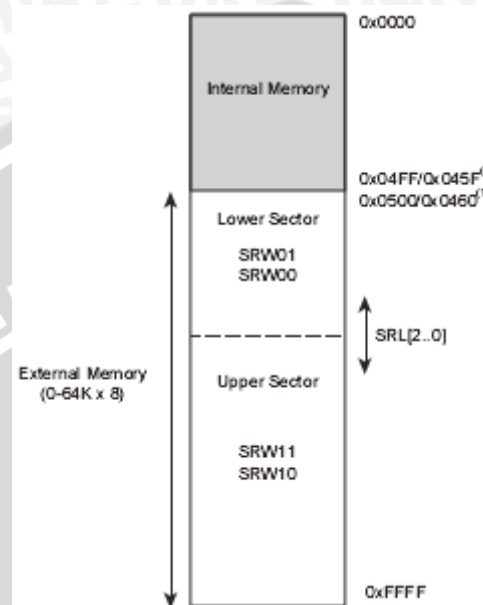 0x0000
Internal Memory
0x04FF/0x045F
0x0500/0x0460
Lower Sector
SRW01
SRW00
SRL[2..0]
External Memory
(0-64K x 8)
Upper Sector
SRW11
SRW10
0xFFFF